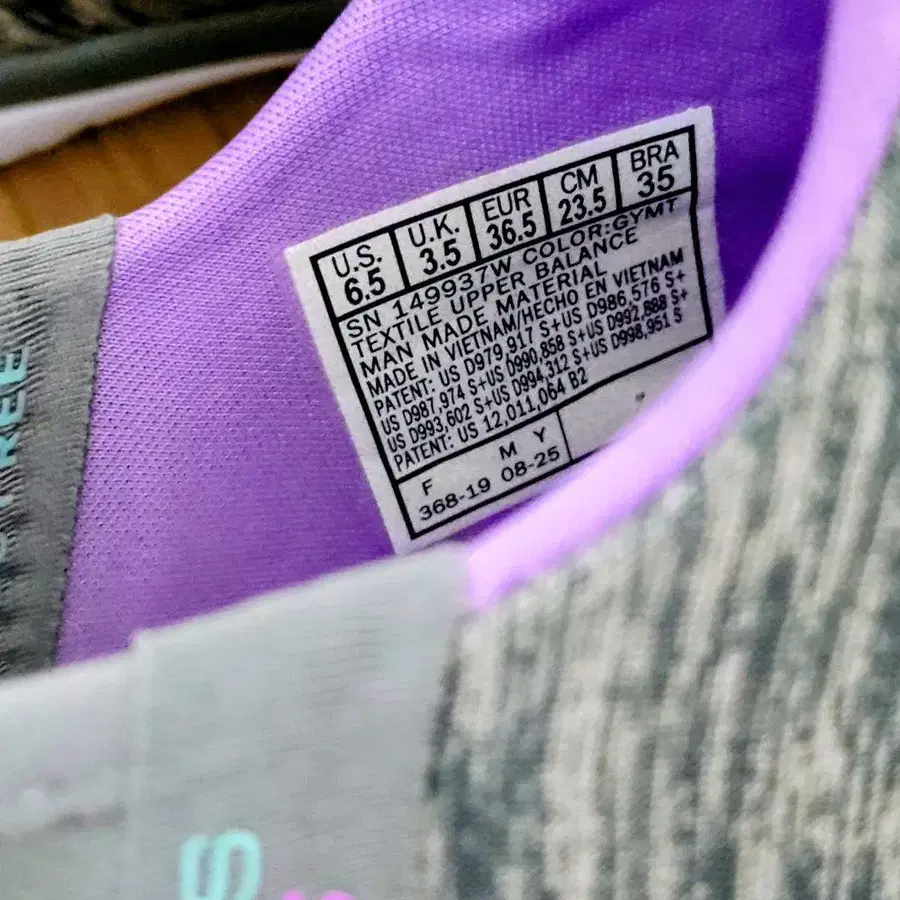 U.S. U.K. EUR CM BRA
6.5 3.5 36.5 23.5 35
SN 149937W COLOR:GYMT
TEXTILE UPPER BALANCE
MAN MADE MATERIAL
MADE IN VIETNAM/HECHO EN VIETNAM
PATENT: US D979,917 S+US D986,576 S+
US D987,974 S+US D990,858 S+US D992,888 S+
US D993,602 S+US D994,312 S+US D998,951 S
PATENT: US 12,011,064 B2
F M Y
368-19 08-25
REE
S